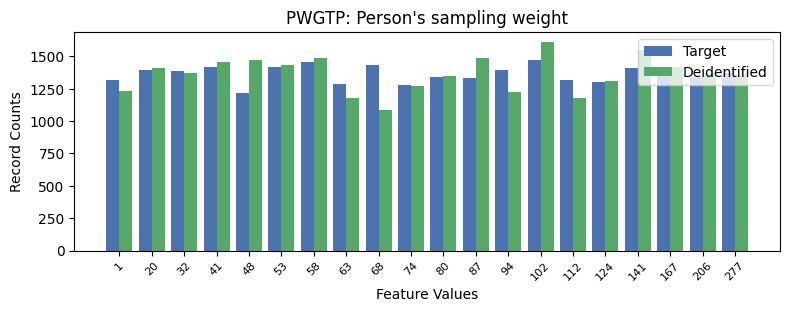 PWGTP: Person's sampling weight
Record Counts
1500
1250
1000
750
500
250
0
Target
Deidentified
1 20 32 41 48 53 58 63 68 74 80 87 94 102 112 124 141 167 206 277
Feature Values